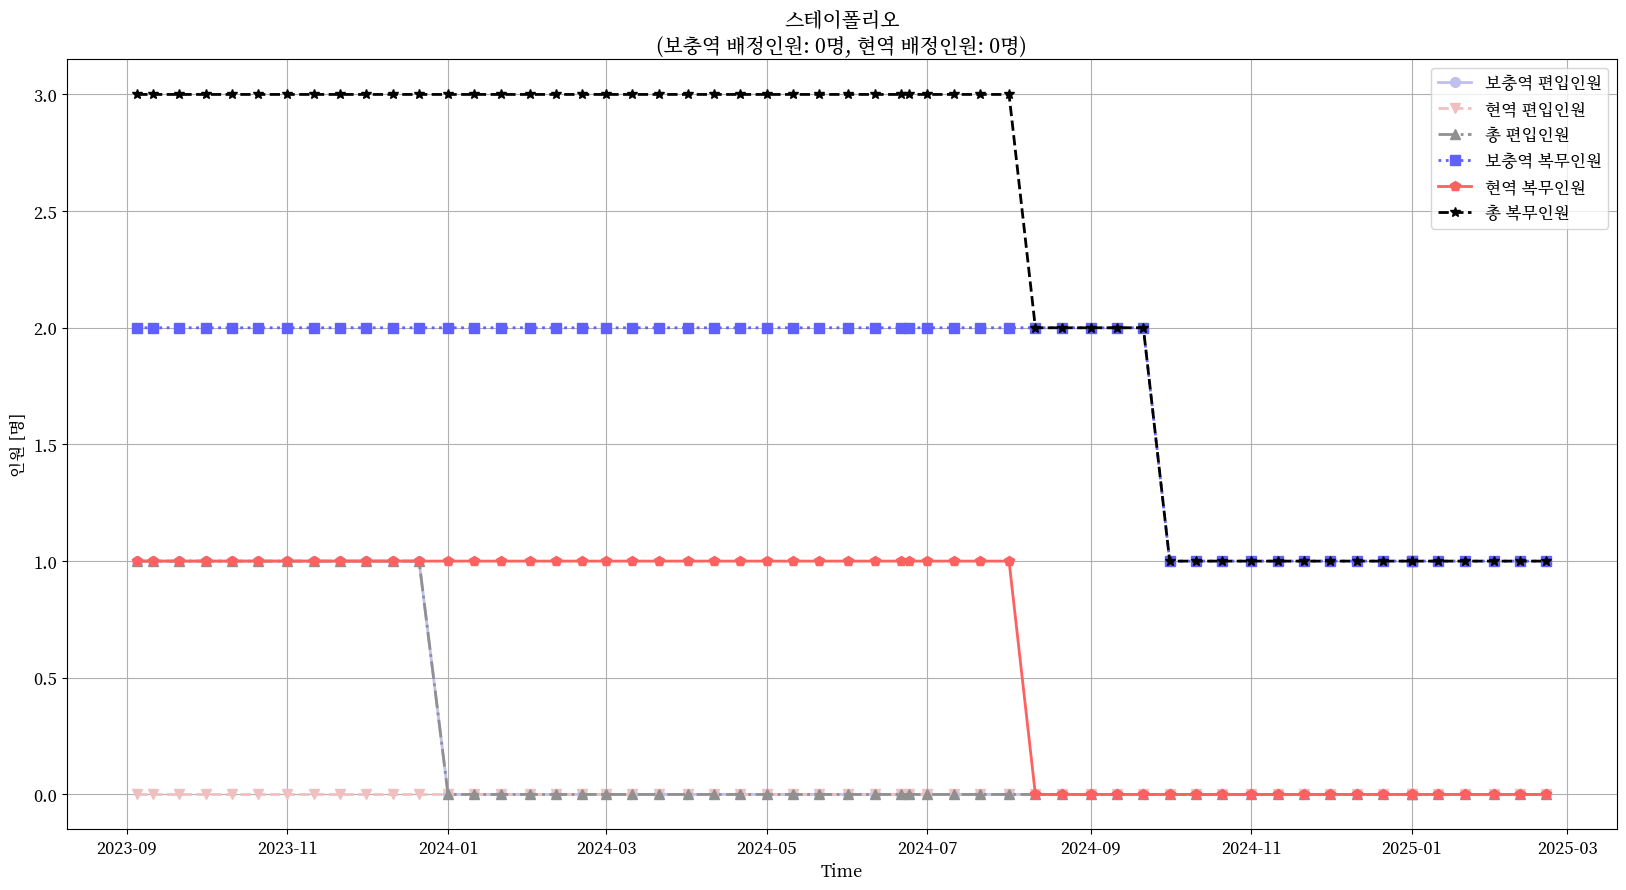 스테이폴리오
(보충역 배정인원: 0명, 현역 배정인원: 0명)
보충역 편입인원
현역 편입인원
총 편입인원
보충역 복무인원
현역 복무인원
총 복무인원
인원 [명]
3.0
2.5
2.0
1.5
1.0
0.5
0.0
2023-09
2023-11
2024-01
2024-03
2024-05
2024-07
2024-09
2024-11
2025-01
2025-03
Time